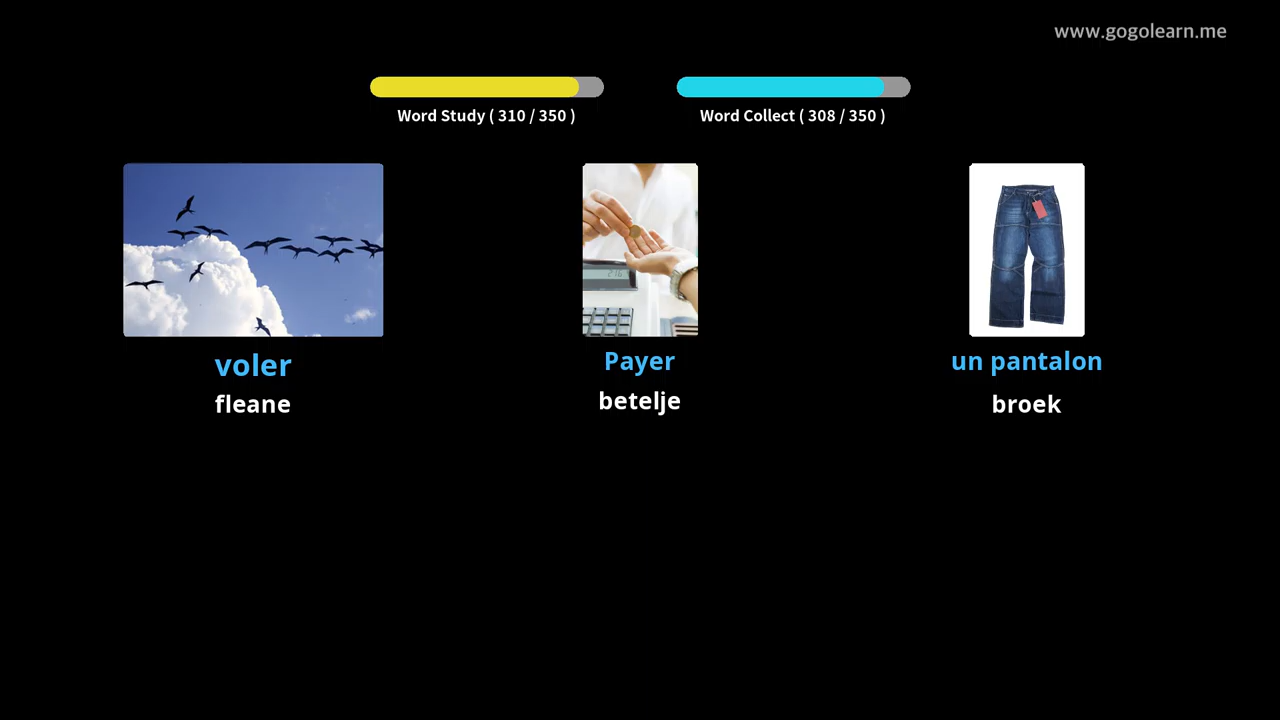 www.gogolearn.me
Word Study ( 310 / 350 )
Word Collect ( 308 / 350 )
voler
fleane
Payer
betelje
un pantalon
broek